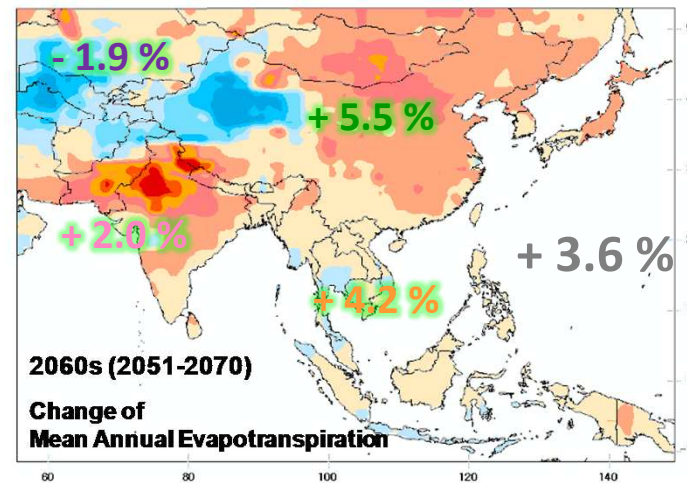 - 1.9 %
+ 5.5 %
+ 2.0 %
+ 3.6 %
+ 4.2 %
2060s (2051-2070)
Change of
Mean Annual Evapotranspiration
60 80 100 120 140